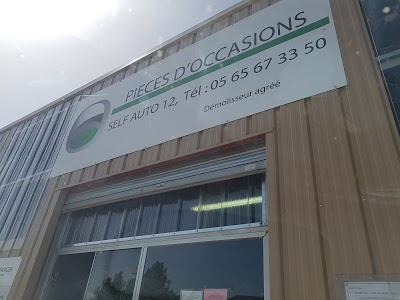 PIECES D'OCCASIONS
SELF AUTO 12, Tél : 05 65 67 33 50
Démolisseur agréé